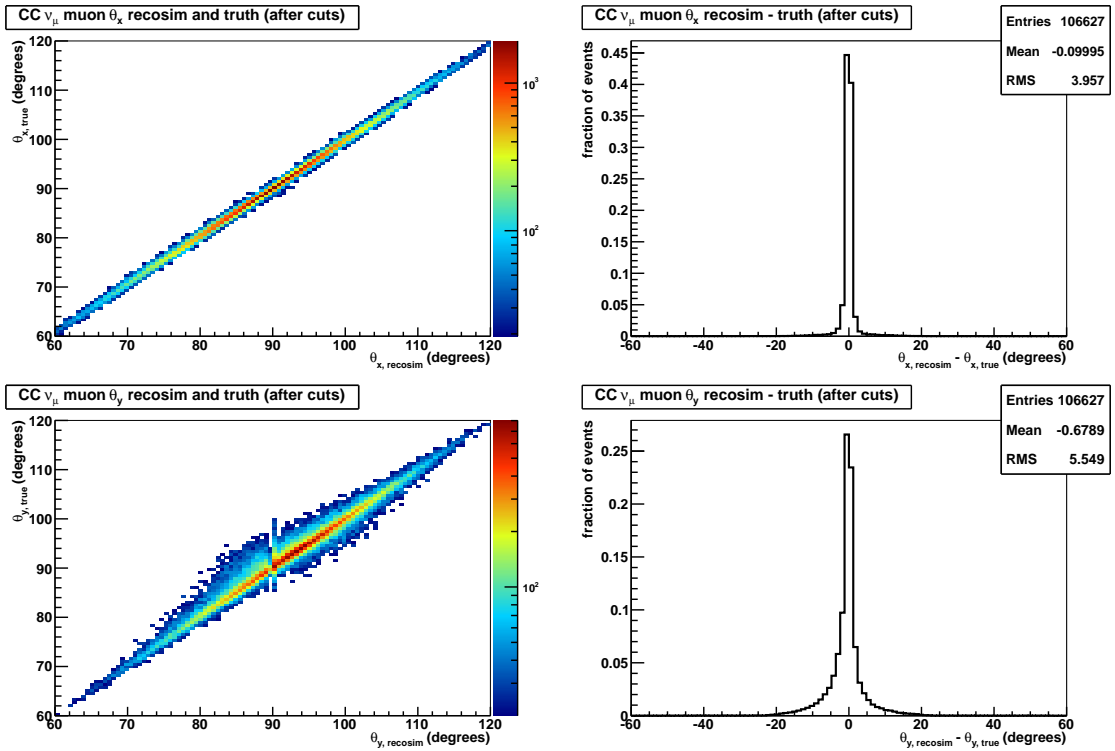 CC νμ muon θx recosim and truth (after cuts)
θx, true (degrees)
120
110
100
90
80
70
60
60 70 80 90 100 110 120
θx, recosim (degrees)
10³
10²
CC νμ muon θx recosim - truth (after cuts)
Entries 106627
Mean -0.09995
RMS 3.957
fraction of events
0.45
0.4
0.35
0.3
0.25
0.2
0.15
0.1
0.05
0
-60 -40 -20 0 20 40 60
θx, recosim - θx, true (degrees)
CC νμ muon θy recosim and truth (after cuts)
θy, true (degrees)
120
110
100
90
80
70
60
60 70 80 90 100 110 120
θy, recosim (degrees)
10²
CC νμ muon θy recosim - truth (after cuts)
Entries 106627
Mean -0.6789
RMS 5.549
fraction of events
0.25
0.2
0.15
0.1
0.05
0
-60 -40 -20 0 20 40 60
θy, recosim - θy, true (degrees)